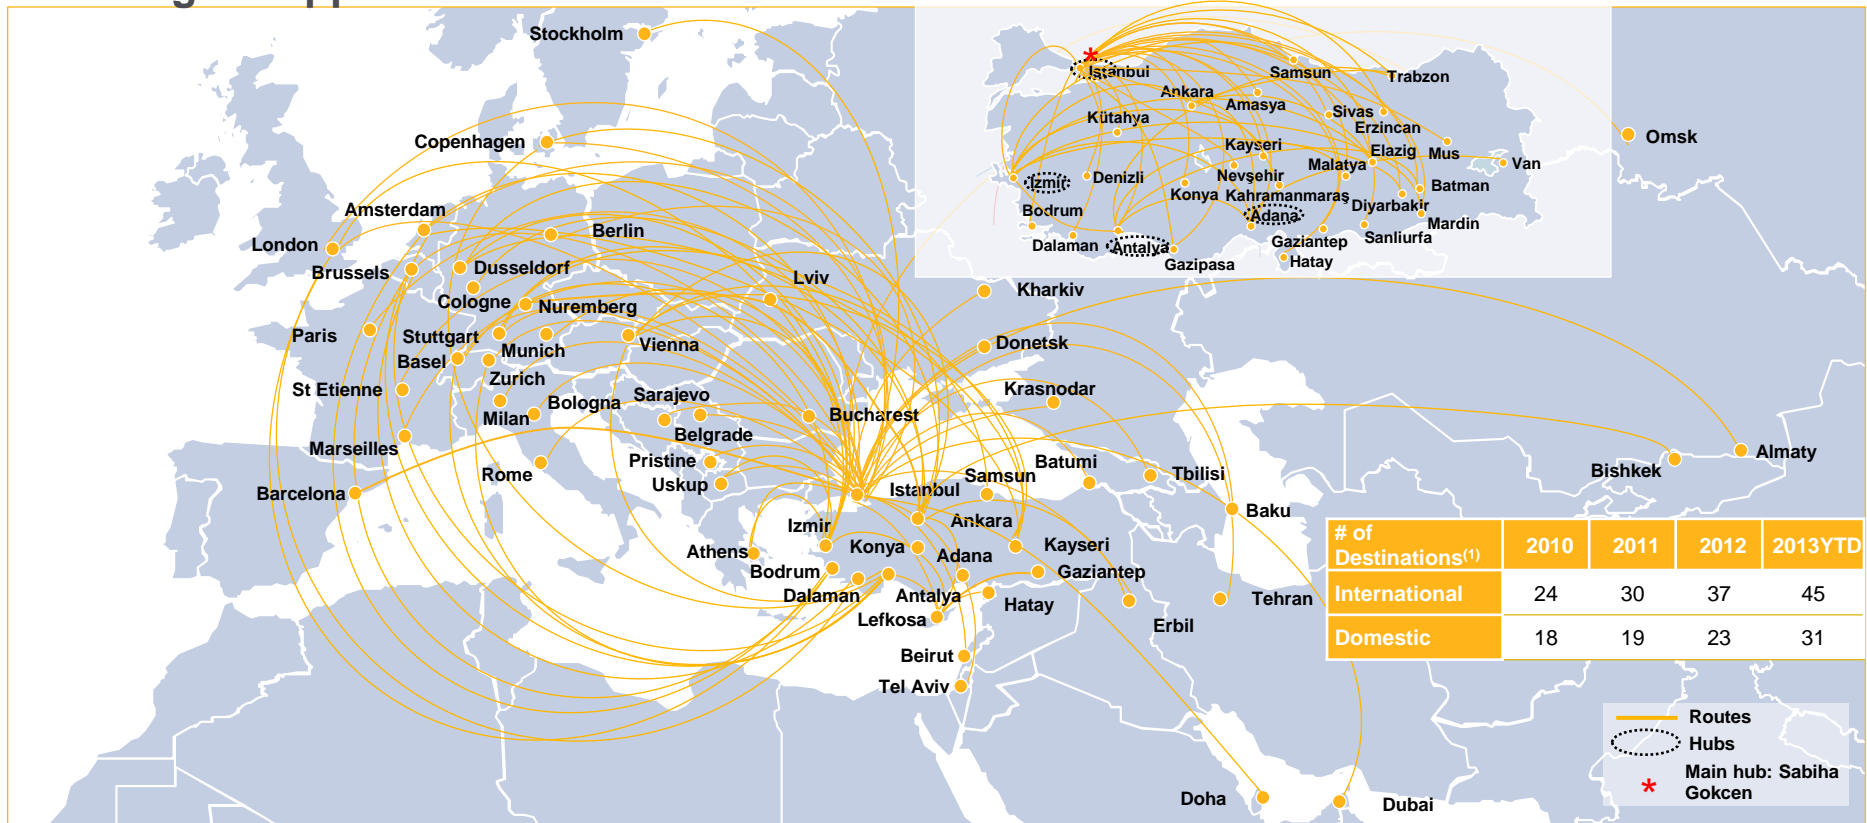 Stockholm
Copenhagen
Amsterdam
London
Brussels
Berlin
Dusseldorf
Cologne
Nuremberg
Lviv
Paris
Stuttgart
Munich
Basel
Vienna
Zurich
St Etienne
Milan
Bologna
Sarajevo
Belgrade
Bucharest
Marseilles
Rome
Pristine
Uskup
Barcelona
Athens
Izmir
Istanbul
Samsun
Ankara
Konya
Adana
Kayseri
Bodrum
Dalaman
Antalya
Gaziantep
Hatay
Lefkosa
Beirut
Tel Aviv
Kharkiv
Donetsk
Krasnodar
Batumi
Tbilisi
Baku
Tehran
Erbil
Doha
Dubai
Bishkek
Almaty
Omsk
*
Istanbul
Samsun
Trabzon
Ankara
Amasya
Sivas
Erzincan
Kütahya
Kayseri
Elazig
Mus
Van
Malatya
Izmir
Denizli
Nevşehir
Konya
Kahramanmaraş
Batman
Diyarbakir
Bodrum
Adana
Mardin
Dalaman
Antalya
Gaziantep
Sanliurfa
Gazipasa
Hatay
# of
Destinations(1) 2010 2011 2012 2013YTD
International 24 30 37 45
Domestic 18 19 23 31
Routes
Hubs
* Main hub: Sabiha
Gokcen